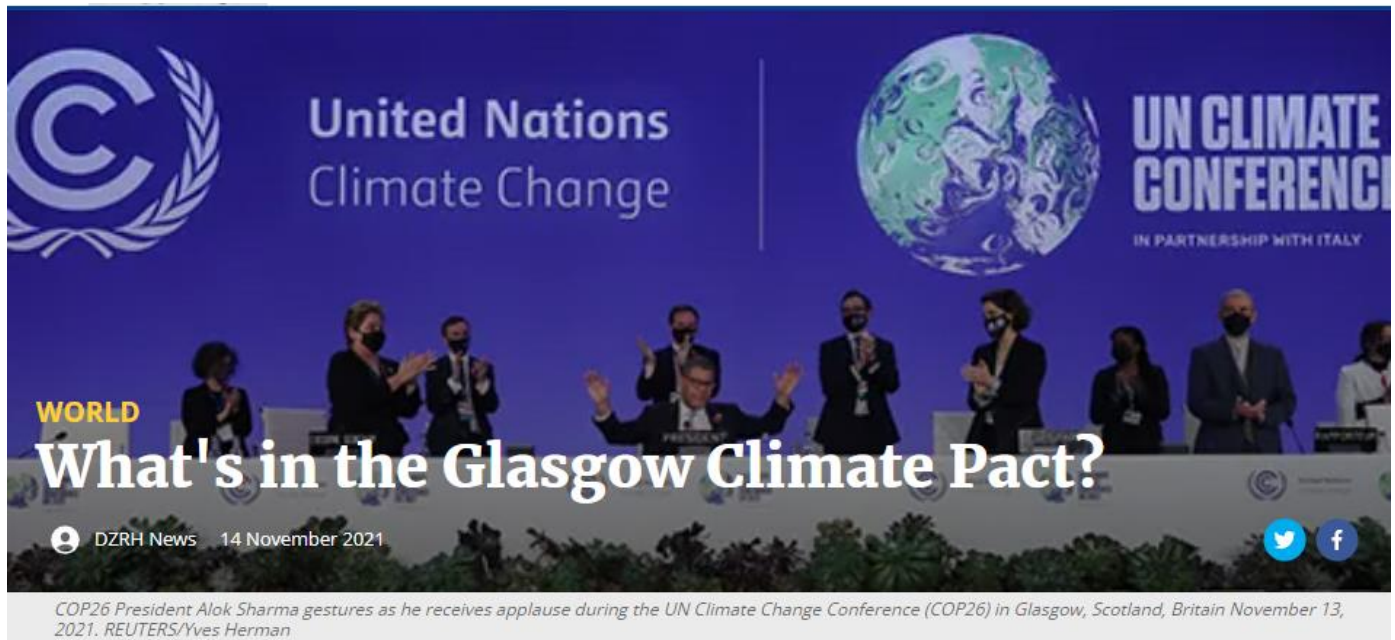 United Nations
Climate Change
UN CLIMATE
CONFERENC
IN PARTNERSHIP WITH ITALY
PRESIDENT
WORLD
What's in the Glasgow Climate Pact?
DZRH News 14 November 2021
COP26 President Alok Sharma gestures as he receives applause during the UN Climate Change Conference (COP26) in Glasgow, Scotland, Britain November 13,
2021. REUTERS/Yves Herman